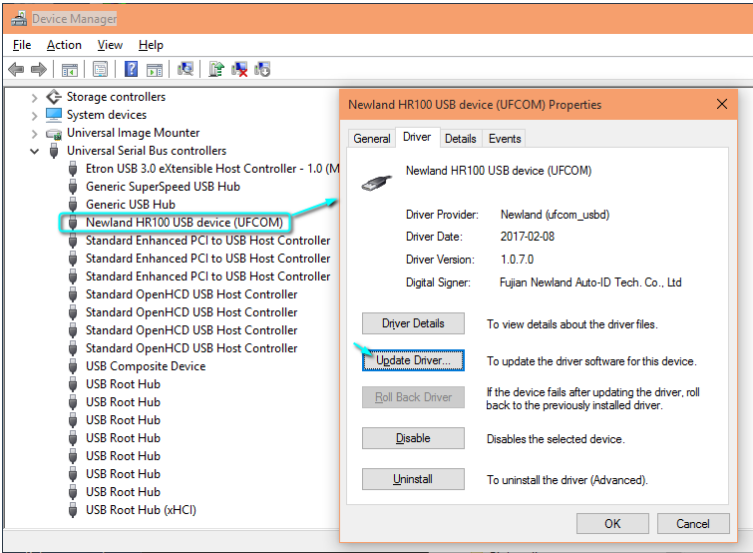 Device Manager
File Action View Help
Storage controllers
System devices
Universal Image Mounter
Universal Serial Bus controllers
Etron USB 3.0 eXtensible Host Controller - 1.0 (M
Generic SuperSpeed USB Hub
Generic USB Hub
Newland HR100 USB device (UFCOM)
Standard Enhanced PCI to USB Host Controller
Standard Enhanced PCI to USB Host Controller
Standard Enhanced PCI to USB Host Controller
Standard OpenHCD USB Host Controller
Standard OpenHCD USB Host Controller
Standard OpenHCD USB Host Controller
Standard OpenHCD USB Host Controller
USB Composite Device
USB Root Hub
USB Root Hub
USB Root Hub
USB Root Hub
USB Root Hub
USB Root Hub
USB Root Hub
USB Root Hub (xHCI)
Newland HR100 USB device (UFCOM) Properties
General Driver Details Events
Newland HR100 USB device (UFCOM)
Driver Provider: Newland (ufcom_usbd)
Driver Date: 2017-02-08
Driver Version: 1.0.7.0
Digital Signer: Fujian Newland Auto-ID Tech. Co., Ltd
Driver Details To view details about the driver files.
Update Driver... To update the driver software for this device.
Roll Back Driver If the device fails after updating the driver, roll
back to the previously installed driver.
Disable Disables the selected device.
Uninstall To uninstall the driver (Advanced).
OK Cancel